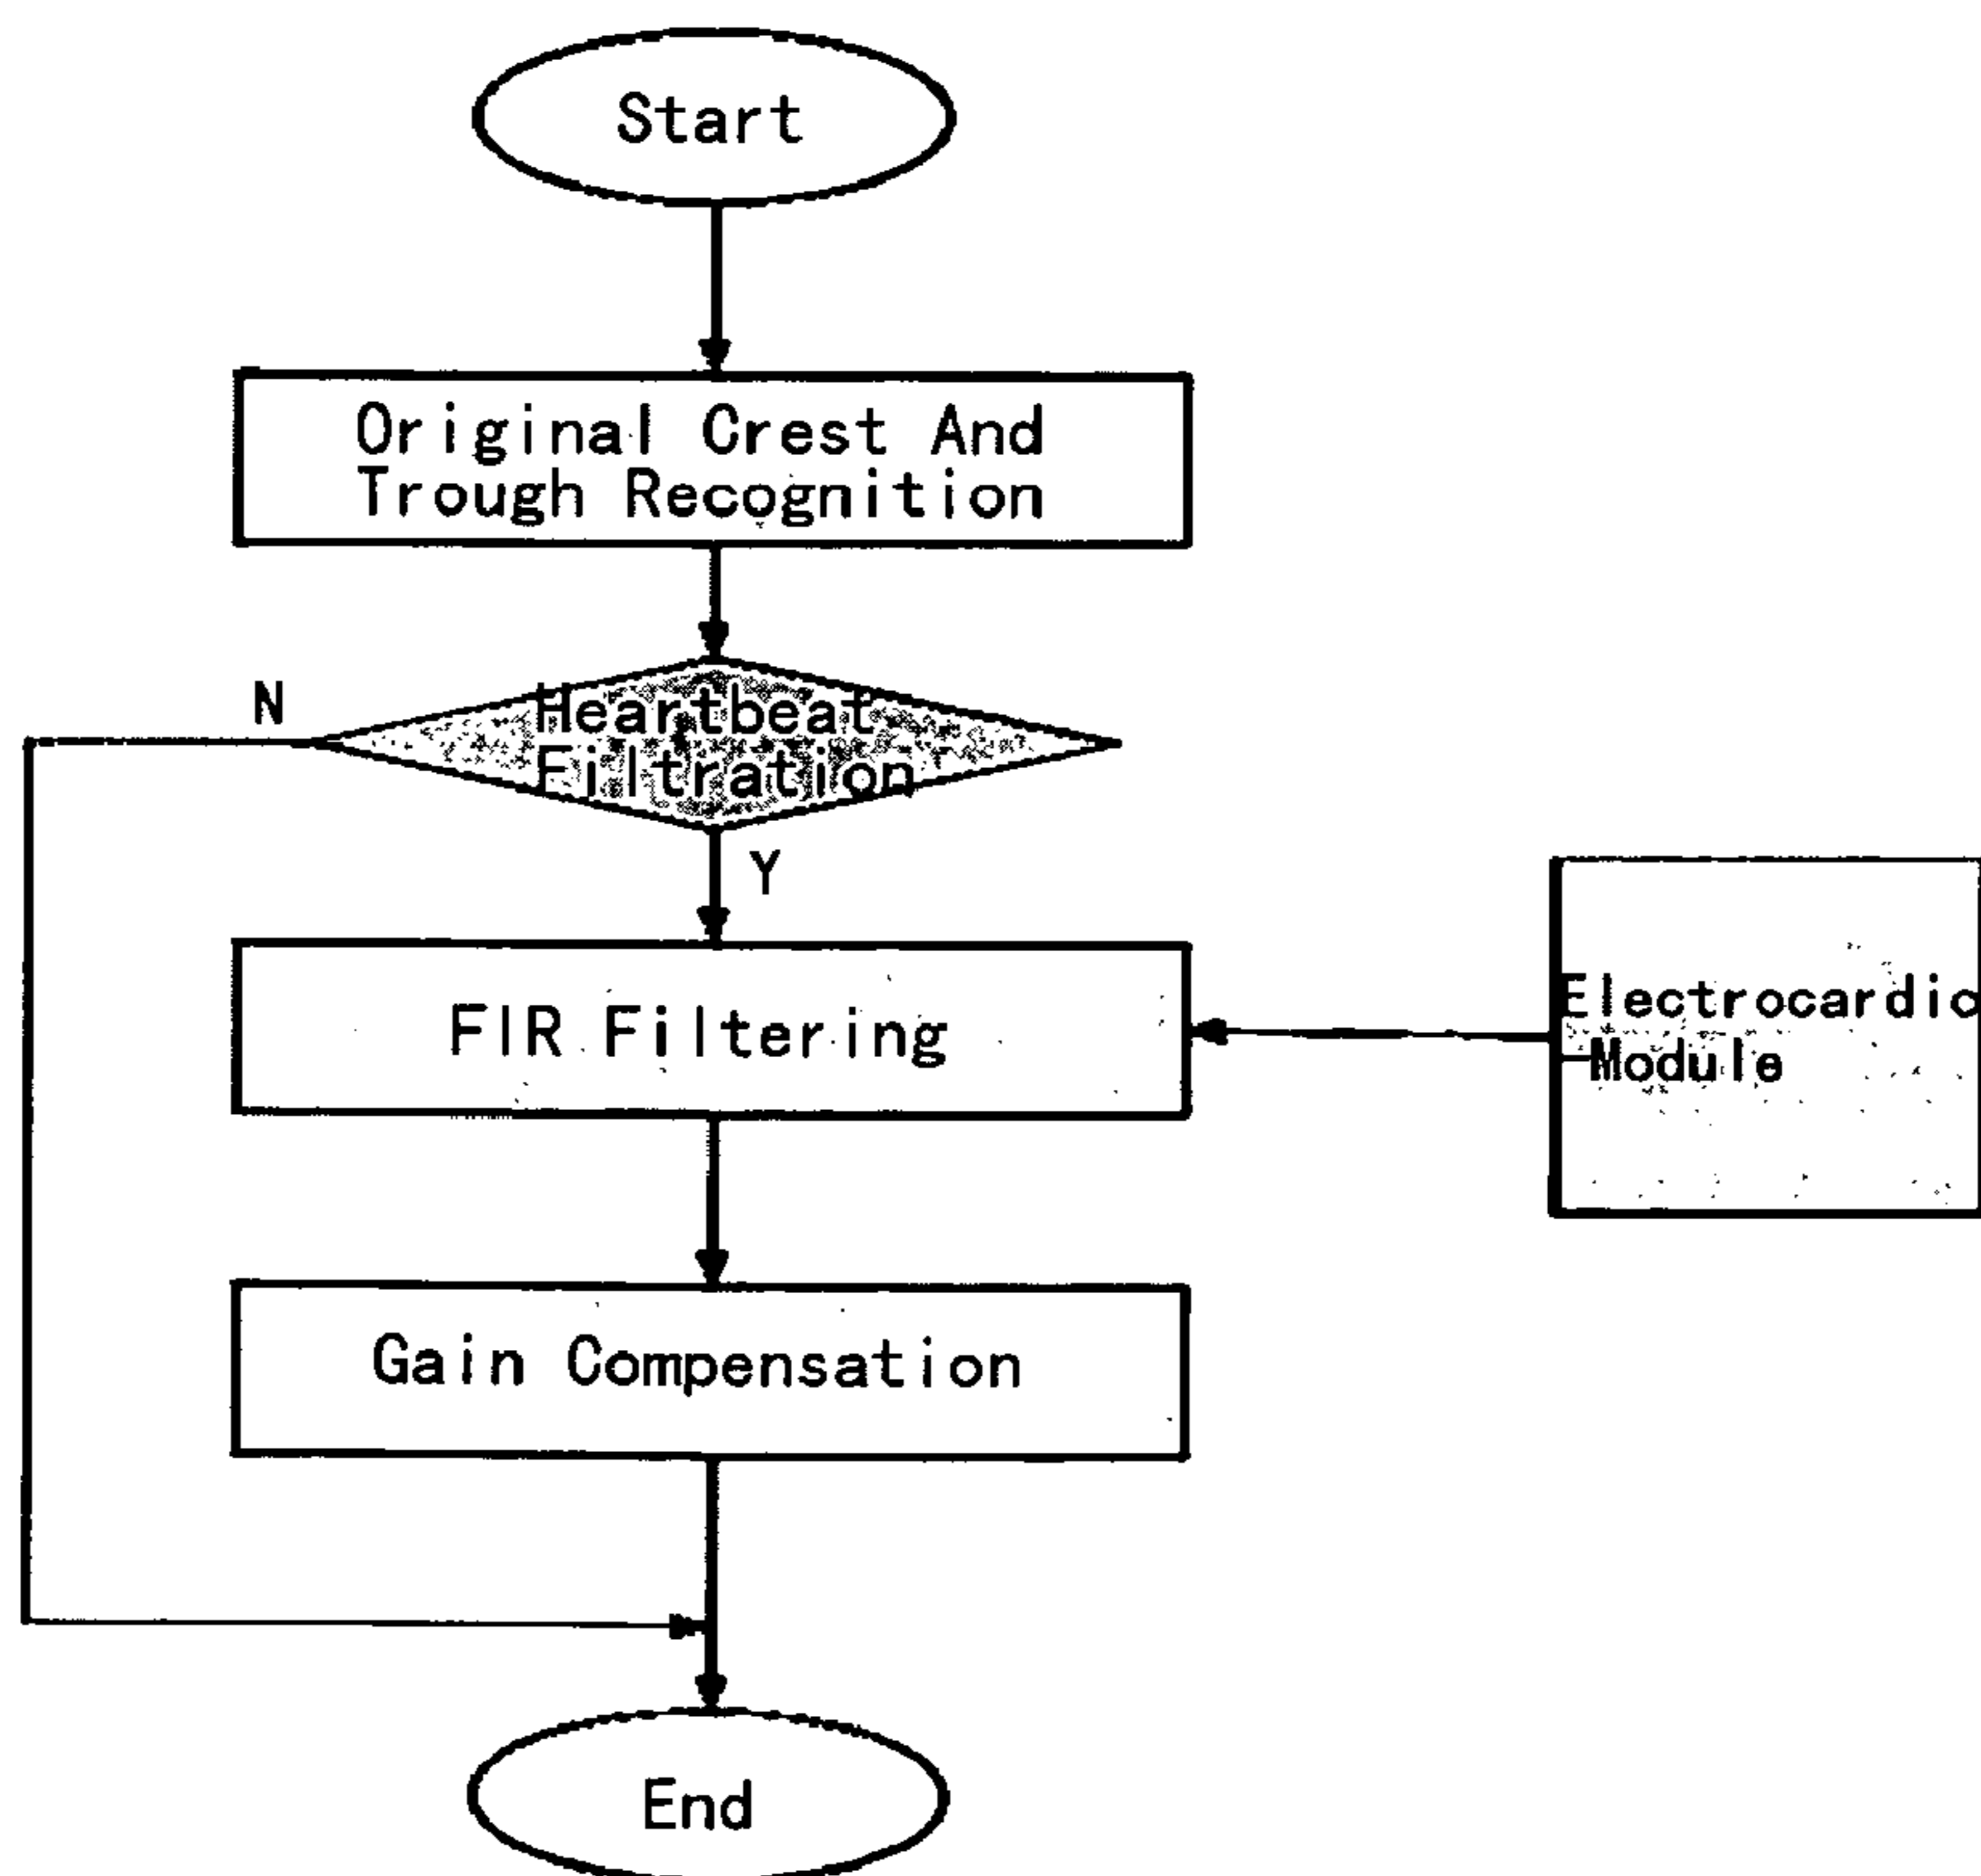 Start
Original Crest And
Trough Recognition
N
Heartbeat
Filtration
Y
FIR Filtering
Electrocardio
-Module
Gain Compensation
End